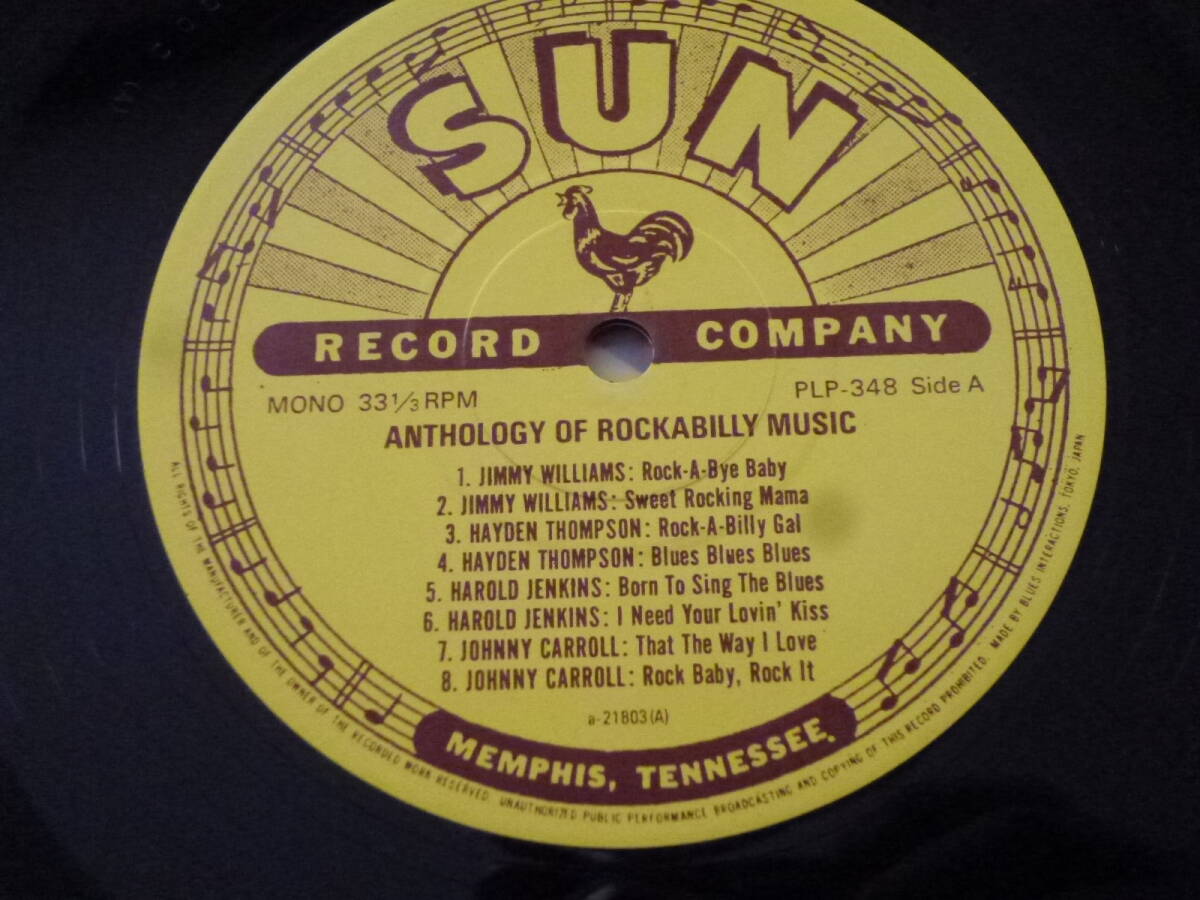 SUN
RECORD COMPANY
MONO 33 1/3 RPM
PLP-348 Side A
ANTHOLOGY OF ROCKABILLY MUSIC
1. JIMMY WILLIAMS: Rock-A-Bye Baby
2. JIMMY WILLIAMS: Sweet Rocking Mama
3. HAYDEN THOMPSON: Rock-A-Billy Gal
4. HAYDEN THOMPSON: Blues Blues Blues
5. HAROLD JENKINS: Born To Sing The Blues
6. HAROLD JENKINS: I Need Your Lovin' Kiss
7. JOHNNY CARROLL: That The Way I Love
8. JOHNNY CARROLL: Rock Baby, Rock It
a-21803(A)
MEMPHIS, TENNESSEE.
ALL RIGHTS OF THE MANUFACTURER AND OF THE OWNER OF THE RECORDED WORK RESERVED. UNAUTHORIZED PUBLIC PERFORMANCE BROADCASTING AND COPYING OF THIS RECORD PROHIBITED. MADE BY BLUES INTERACTIONS, TOKYO, JAPAN